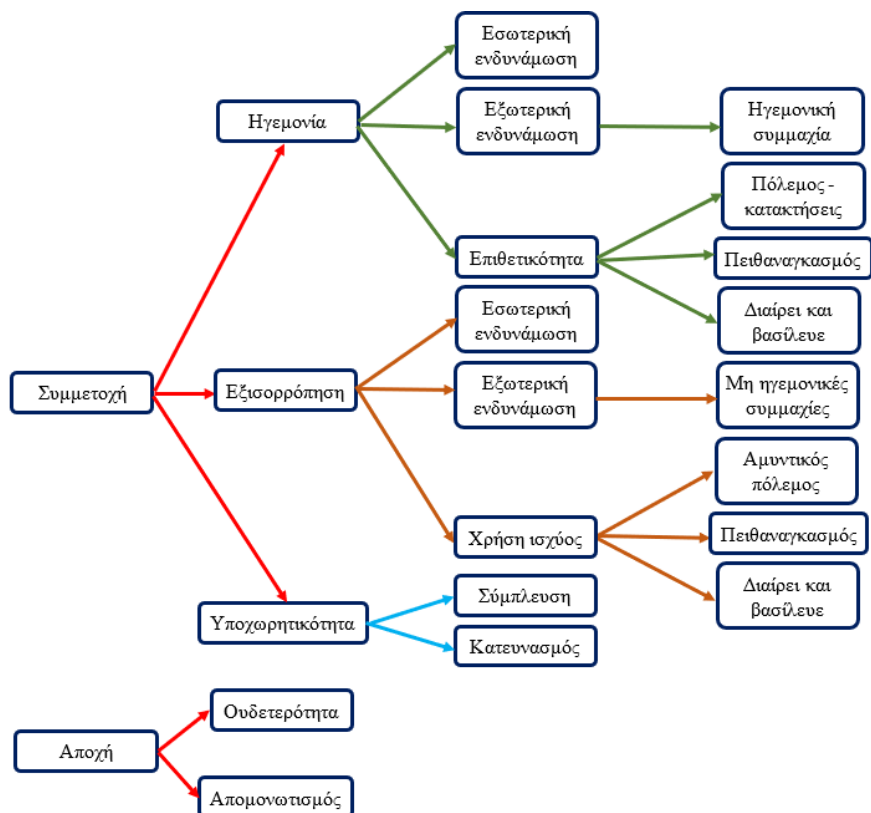 Εσωτερική
ενδυνάμωση
Ηγεμονία
Εξωτερική
ενδυνάμωση
Ηγεμονική
συμμαχία
Πόλεμος -
κατακτήσεις
Επιθετικότητα
Πειθαναγκασμός
Διαίρει και
βασίλευε
Εσωτερική
ενδυνάμωση
Συμμετοχή
Εξισορρόπηση
Εξωτερική
ενδυνάμωση
Μη ηγεμονικές
συμμαχίες
Αμυντικός
πόλεμος
Χρήση ισχύος
Πειθαναγκασμός
Διαίρει και
βασίλευε
Υποχωρητικότητα
Σύμπλευση
Κατευνασμός
Αποχή
Ουδετερότητα
Απομονωτισμός